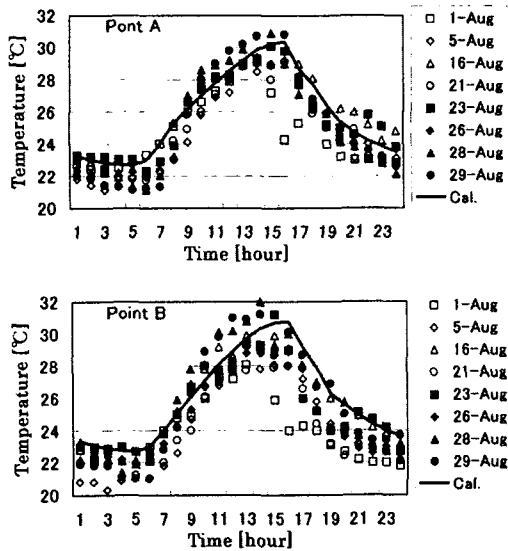 Pont A
Temperature [℃]
32
30
28
26
24
22
20
1 3 5 7 9 11 13 15 17 19 21 23
Time [hour]
1-Aug
5-Aug
16-Aug
21-Aug
23-Aug
26-Aug
28-Aug
29-Aug
Cal.
Point B
Temperature [℃]
32
30
28
26
24
22
20
1 3 5 7 9 11 13 15 17 19 21 23
Time [hour]
1-Aug
5-Aug
16-Aug
21-Aug
23-Aug
26-Aug
28-Aug
29-Aug
Cal.